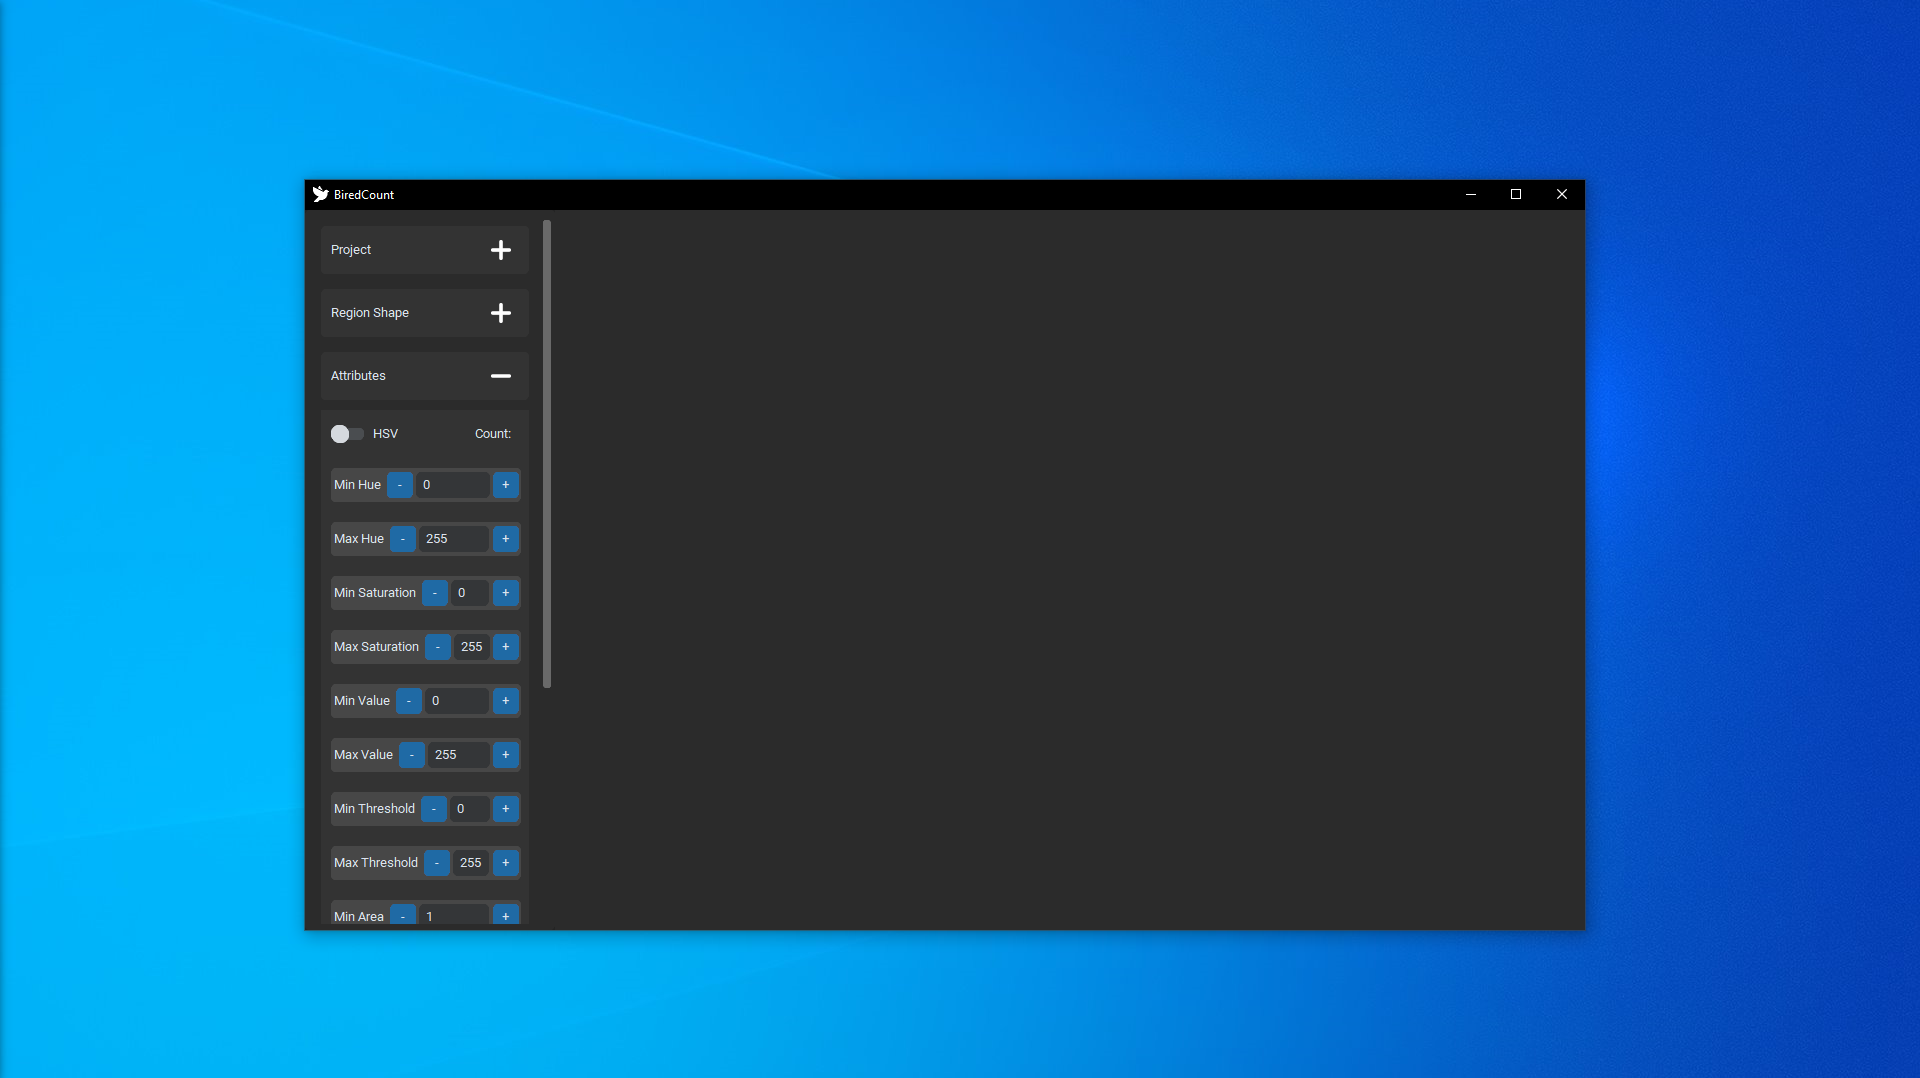 BiredCount
Project +
Region Shape +
Attributes −
HSV Count:
Min Hue - 0 +
Max Hue - 255 +
Min Saturation - 0 +
Max Saturation - 255 +
Min Value - 0 +
Max Value - 255 +
Min Threshold - 0 +
Max Threshold - 255 +
Min Area - 1 +